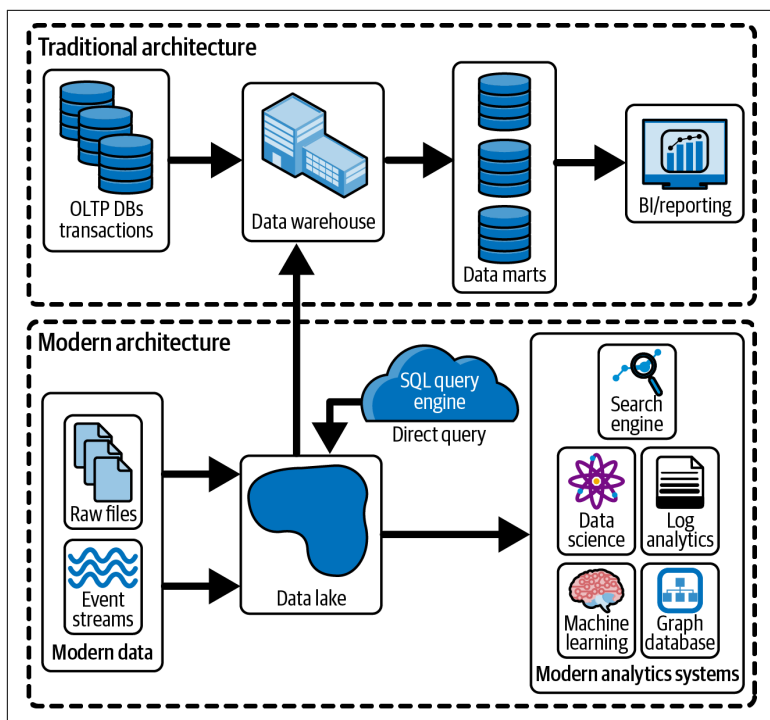 Traditional architecture
OLTP DBs
transactions
Data warehouse
Data marts
BI/reporting
Modern architecture
SQL query
engine
Direct query
Raw files
Event
streams
Modern data
Data lake
Search
engine
Data
science
Log
analytics
Machine
learning
Graph
database
Modern analytics systems